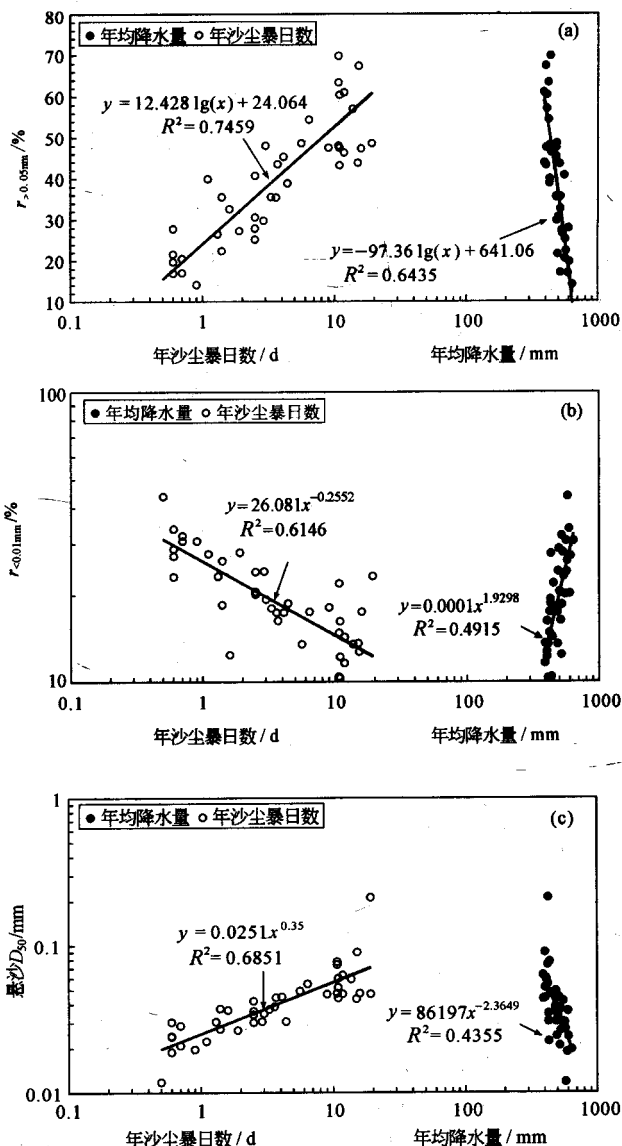 80
70
60
50
40
30
20
10
r>0.05mm/%
● 年均降水量 ○ 年沙尘暴日数
(a)
y = 12.428 lg(x) + 24.064
R²= 0.7459
y=−97.361g(x)+641.06
R²= 0.6435
0.1 1 10 100 1000
年沙尘暴日数 / d 年均降水量 / mm
100
10
r<0.01mm/%
● 年均降水量 ○ 年沙尘暴日数
(b)
y=26.081x−0.2552
R²=0.6146
y=0.0001x1.9298
R²=0.4915
0.1 1 10 100 1000
年沙尘暴日数 / d 年均降水量 / mm
1
0.1
0.01
悬沙D50/mm
● 年均降水量 ○ 年沙尘暴日数
(c)
y = 0.0251x0.35
R²= 0.6851
y = 86197x-2.3649
R²= 0.4355
0.1 1 10 100 1000
年沙尘暴日数 / d 年均降水量 / mm